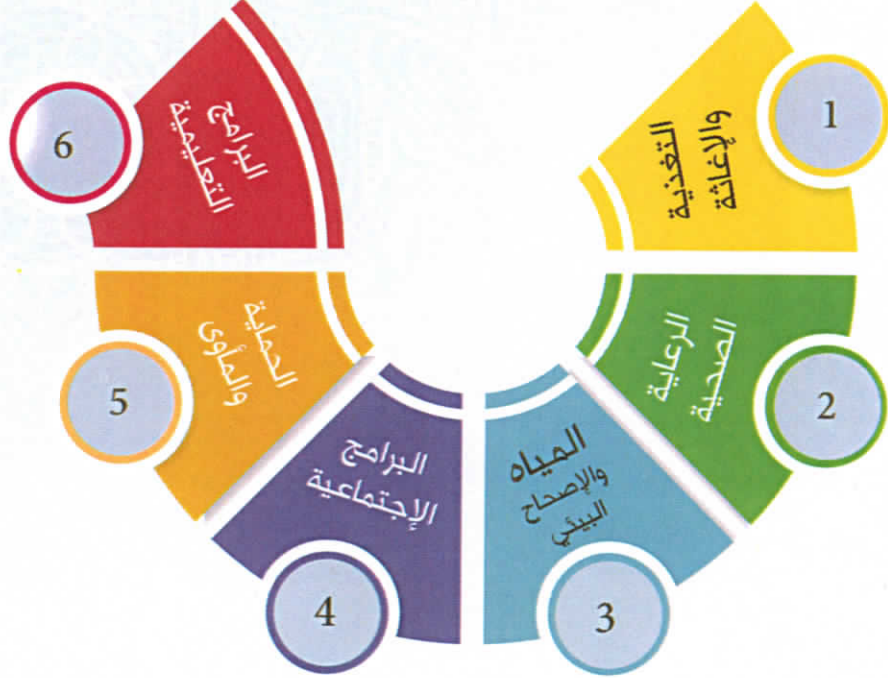 1
التغذية
والإغاثة
2
الرعاية
الصحية
3
المياه
والإصحاح
البيئي
4
البرامج
الإجتماعية
5
الحماية
والمأوى
6
البرامج
التعليمية